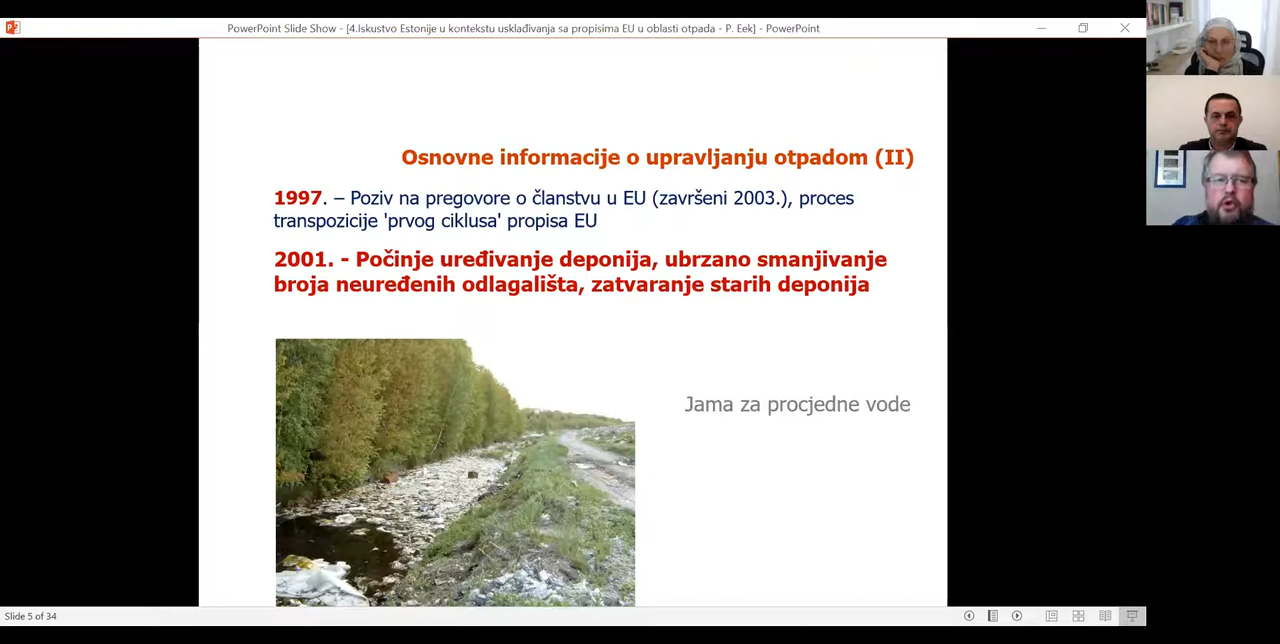 PowerPoint Slide Show - [4.Iskustvo Estonije u kontekstu usklađivanja sa propisima EU u oblasti otpada - P. Eek] - PowerPoint
Osnovne informacije o upravljanju otpadom (II)
1997. – Poziv na pregovore o članstvu u EU (završeni 2003.), proces
transpozicije 'prvog ciklusa' propisa EU
2001. - Počinje uređivanje deponija, ubrzano smanjivanje
broja neuređenih odlagališta, zatvaranje starih deponija
Jama za procjedne vode
Slide 5 of 34